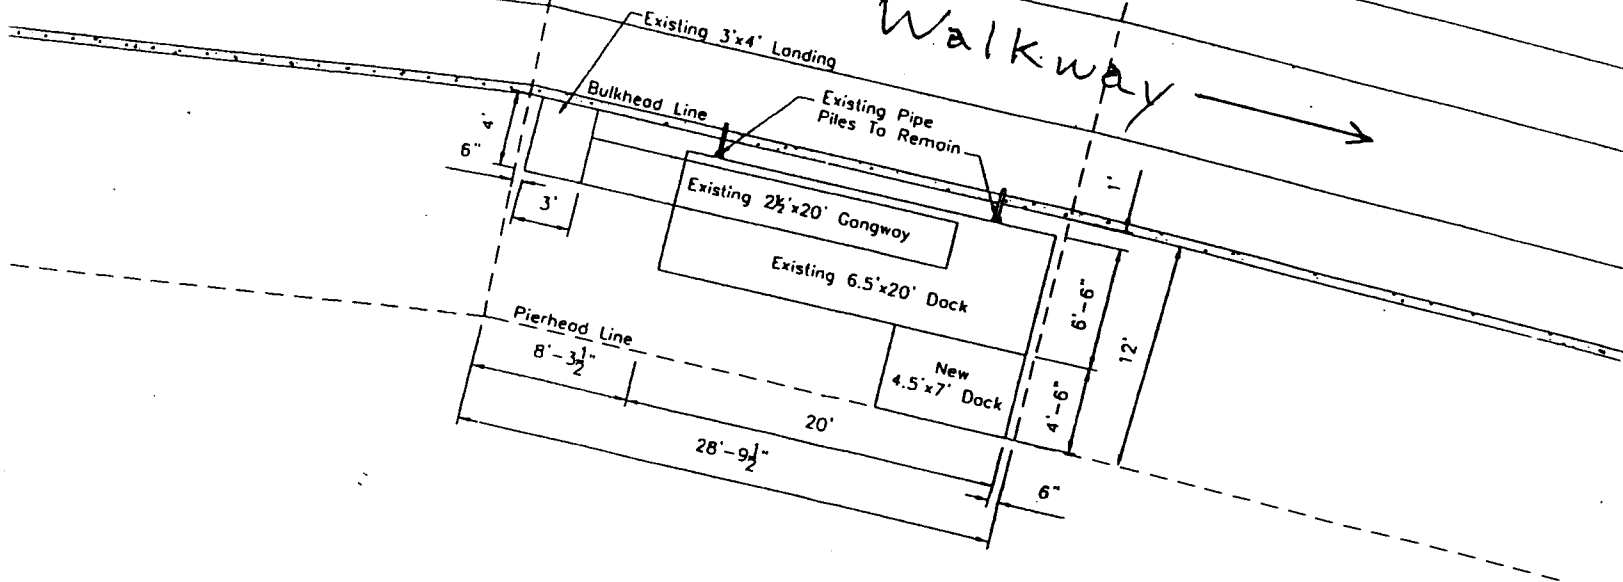 Walkway
Existing 3'x4' Landing
Bulkhead Line
Existing Pipe
Piles To Remain
4'
6"
3'
1'
Existing 2½'x20' Gangway
Existing 6.5'x20' Dock
6'-6"
12'
Pierhead Line
8'-3½"
New
4.5'x7' Dock
4'-6"
20'
28'-9½"
6"